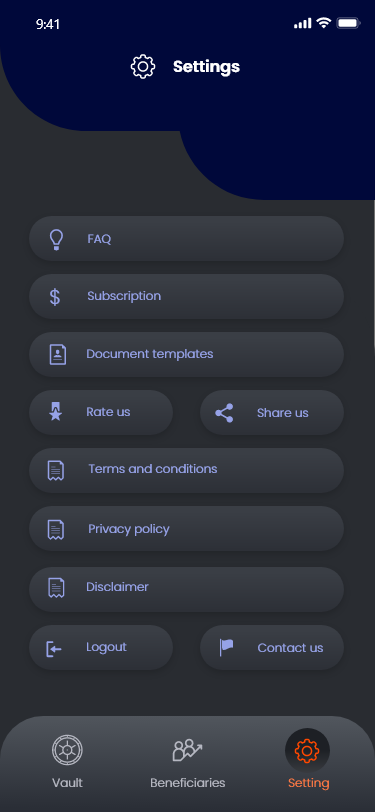 9:41
Settings
FAQ
$ Subscription
Document templates
Rate us
Share us
Terms and conditions
Privacy policy
Disclaimer
Logout
Contact us
Vault
Beneficiaries
Setting